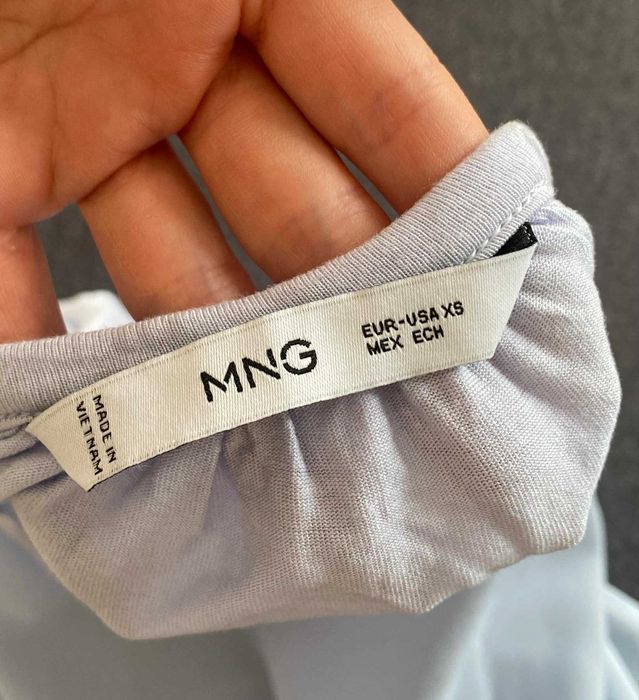 MNG
EUR-USA XS
MEX ECH
MADE IN
VIETNAM